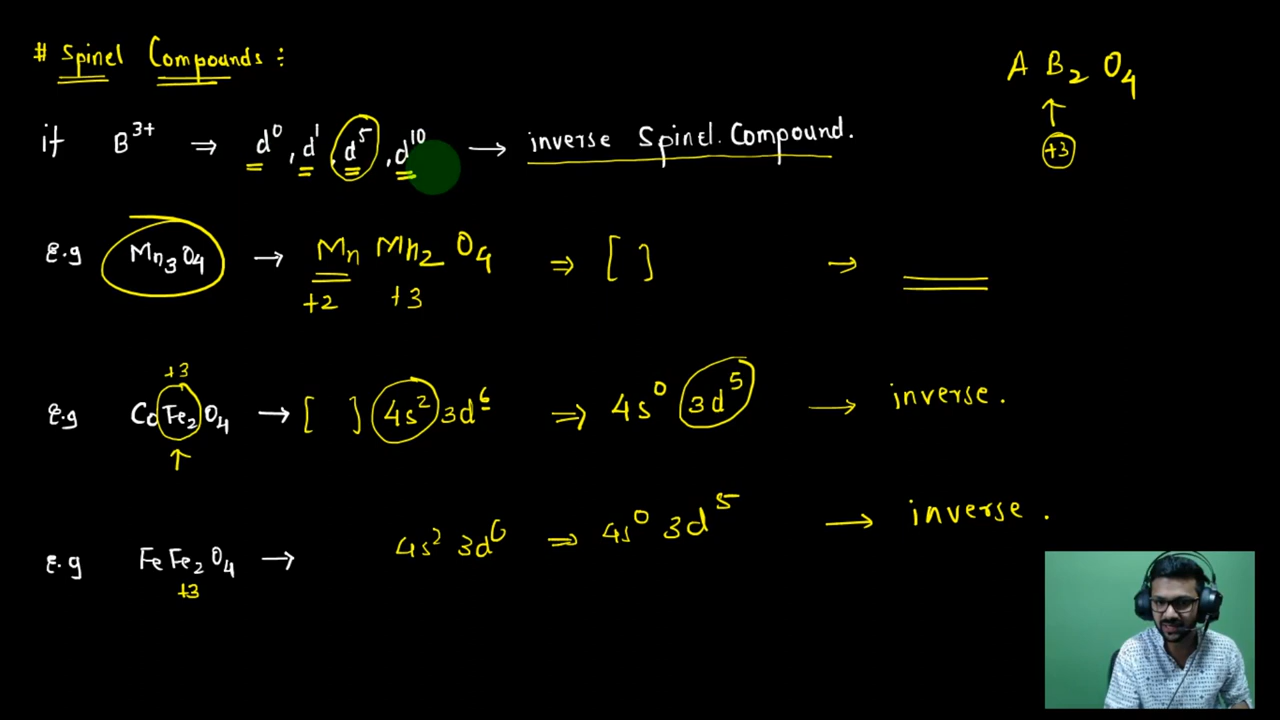 # Spinel Compounds :
A B₂ O₄
+3
if B³⁺ ⇒ d⁰, d¹, d⁵, d¹⁰ → inverse Spinel. Compound.
E.g Mn₃O₄ → Mn Mn₂ O₄ ⇒ [ ] →
+2 +3
+3
E.g CoFe₂O₄ → [ ] 4s² 3d⁶ ⇒ 4s⁰ 3d⁵ → inverse.
E.g FeFe₂O₄ → 4s² 3d⁶ ⇒ 4s⁰ 3d⁵ → inverse.
+3